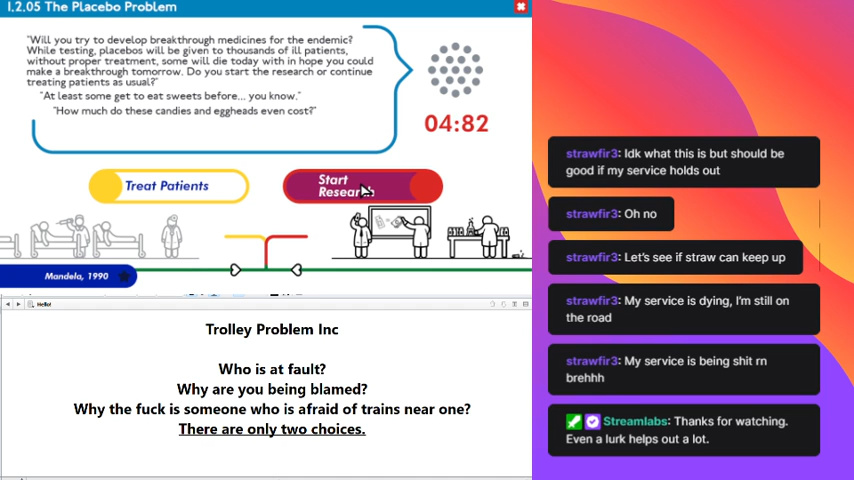 I.2.05 The Placebo Problem
"Will you try to develop breakthrough medicines for the endemic?
While testing, placebos will be given to thousands of ill patients,
without proper treatment, some will die today with in hope you could
make a breakthrough tomorrow. Do you start the research or continue
treating patients as usual?"
"At least some get to eat sweets before... you know."
"How much do these candies and eggheads even cost?"
04:82
Treat Patients
Start
Research
Mandela, 1990
Hello!
Trolley Problem Inc
Who is at fault?
Why are you being blamed?
Why the fuck is someone who is afraid of trains near one?
There are only two choices.
strawfir3: Idk what this is but should be
good if my service holds out
strawfir3: Oh no
strawfir3: Let's see if straw can keep up
strawfir3: My service is dying, I'm still on
the road
strawfir3: My service is being shit rn
brehhh
Streamlabs: Thanks for watching.
Even a lurk helps out a lot.